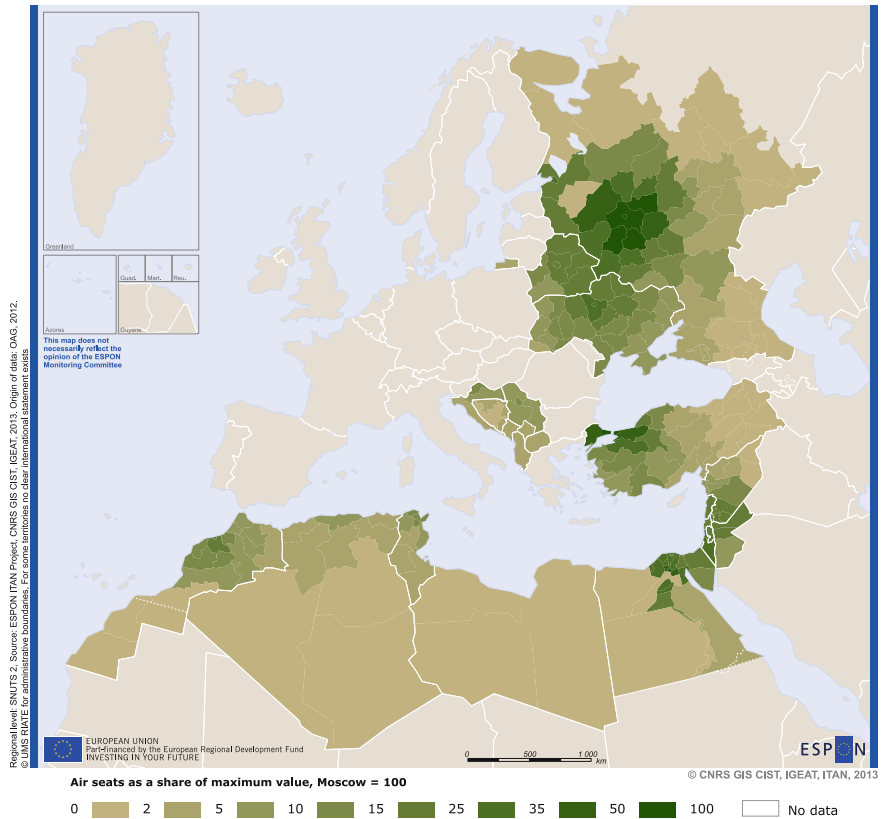 Greenland
Azores
Guad.
Mart.
Reu.
Guyane
This map does not
necessarily reflect the
opinion of the ESPON
Monitoring Committee
Regional level: SNUTS 2, Source: ESPON ITAN Project, CNRS GIS CIST, IGEAT, 2013. Origin of data: OAG, 2012.
© UMS RIATE for administrative boundaries. For some territories no clear international statement exists
EUROPEAN UNION
Part-financed by the European Regional Development Fund
INVESTING IN YOUR FUTURE
0 500 1 000
km
ESPON
© CNRS GIS CIST, IGEAT, ITAN, 2013
Air seats as a share of maximum value, Moscow = 100
0 2 5 10 15 25 35 50 100 No data